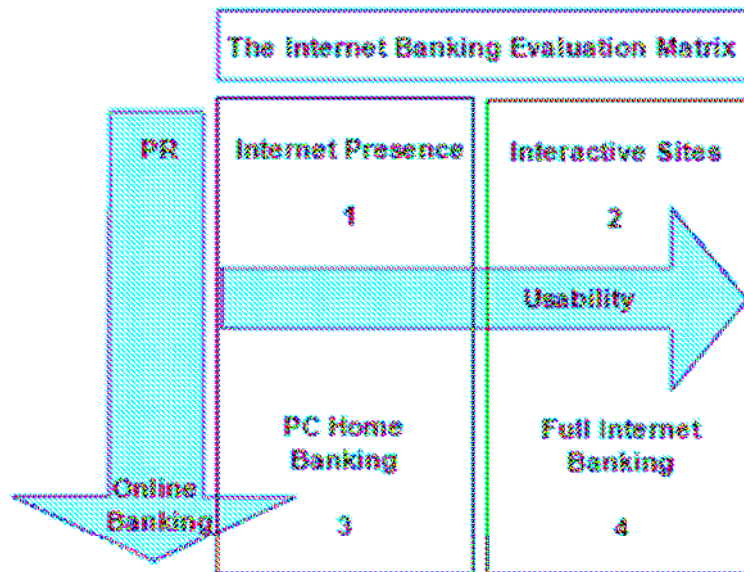 The Internet Banking Evaluation Matrix
PR
Internet Presence
1
Interactive Sites
2
Usability
PC Home
Banking
3
Full Internet
Banking
4
Online
Banking